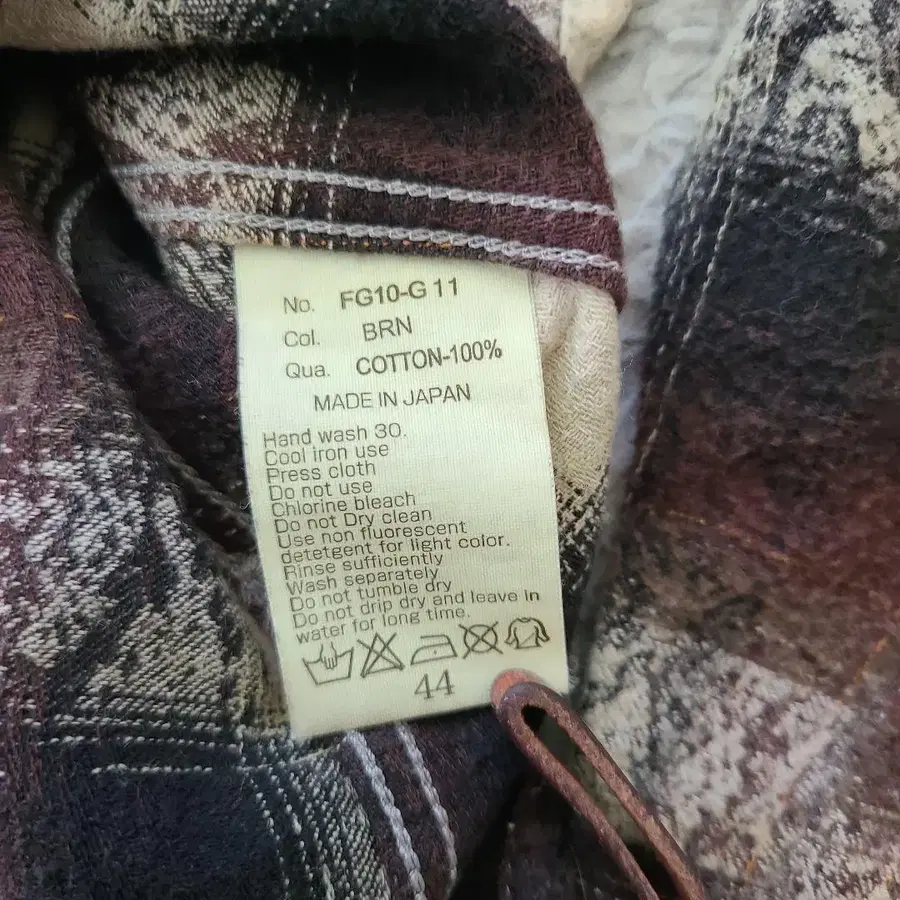 No. FG10-G 11
Col. BRN
Qua. COTTON-100%
MADE IN JAPAN
Hand wash 30.
Cool iron use
Press cloth
Do not use
Chlorine bleach
Do not Dry clean
Use non fluorescent
detetgent for light color.
Rinse sufficiently
Wash separately
Do not tumble dry
Do not drip dry and leave in
water for long time.
44